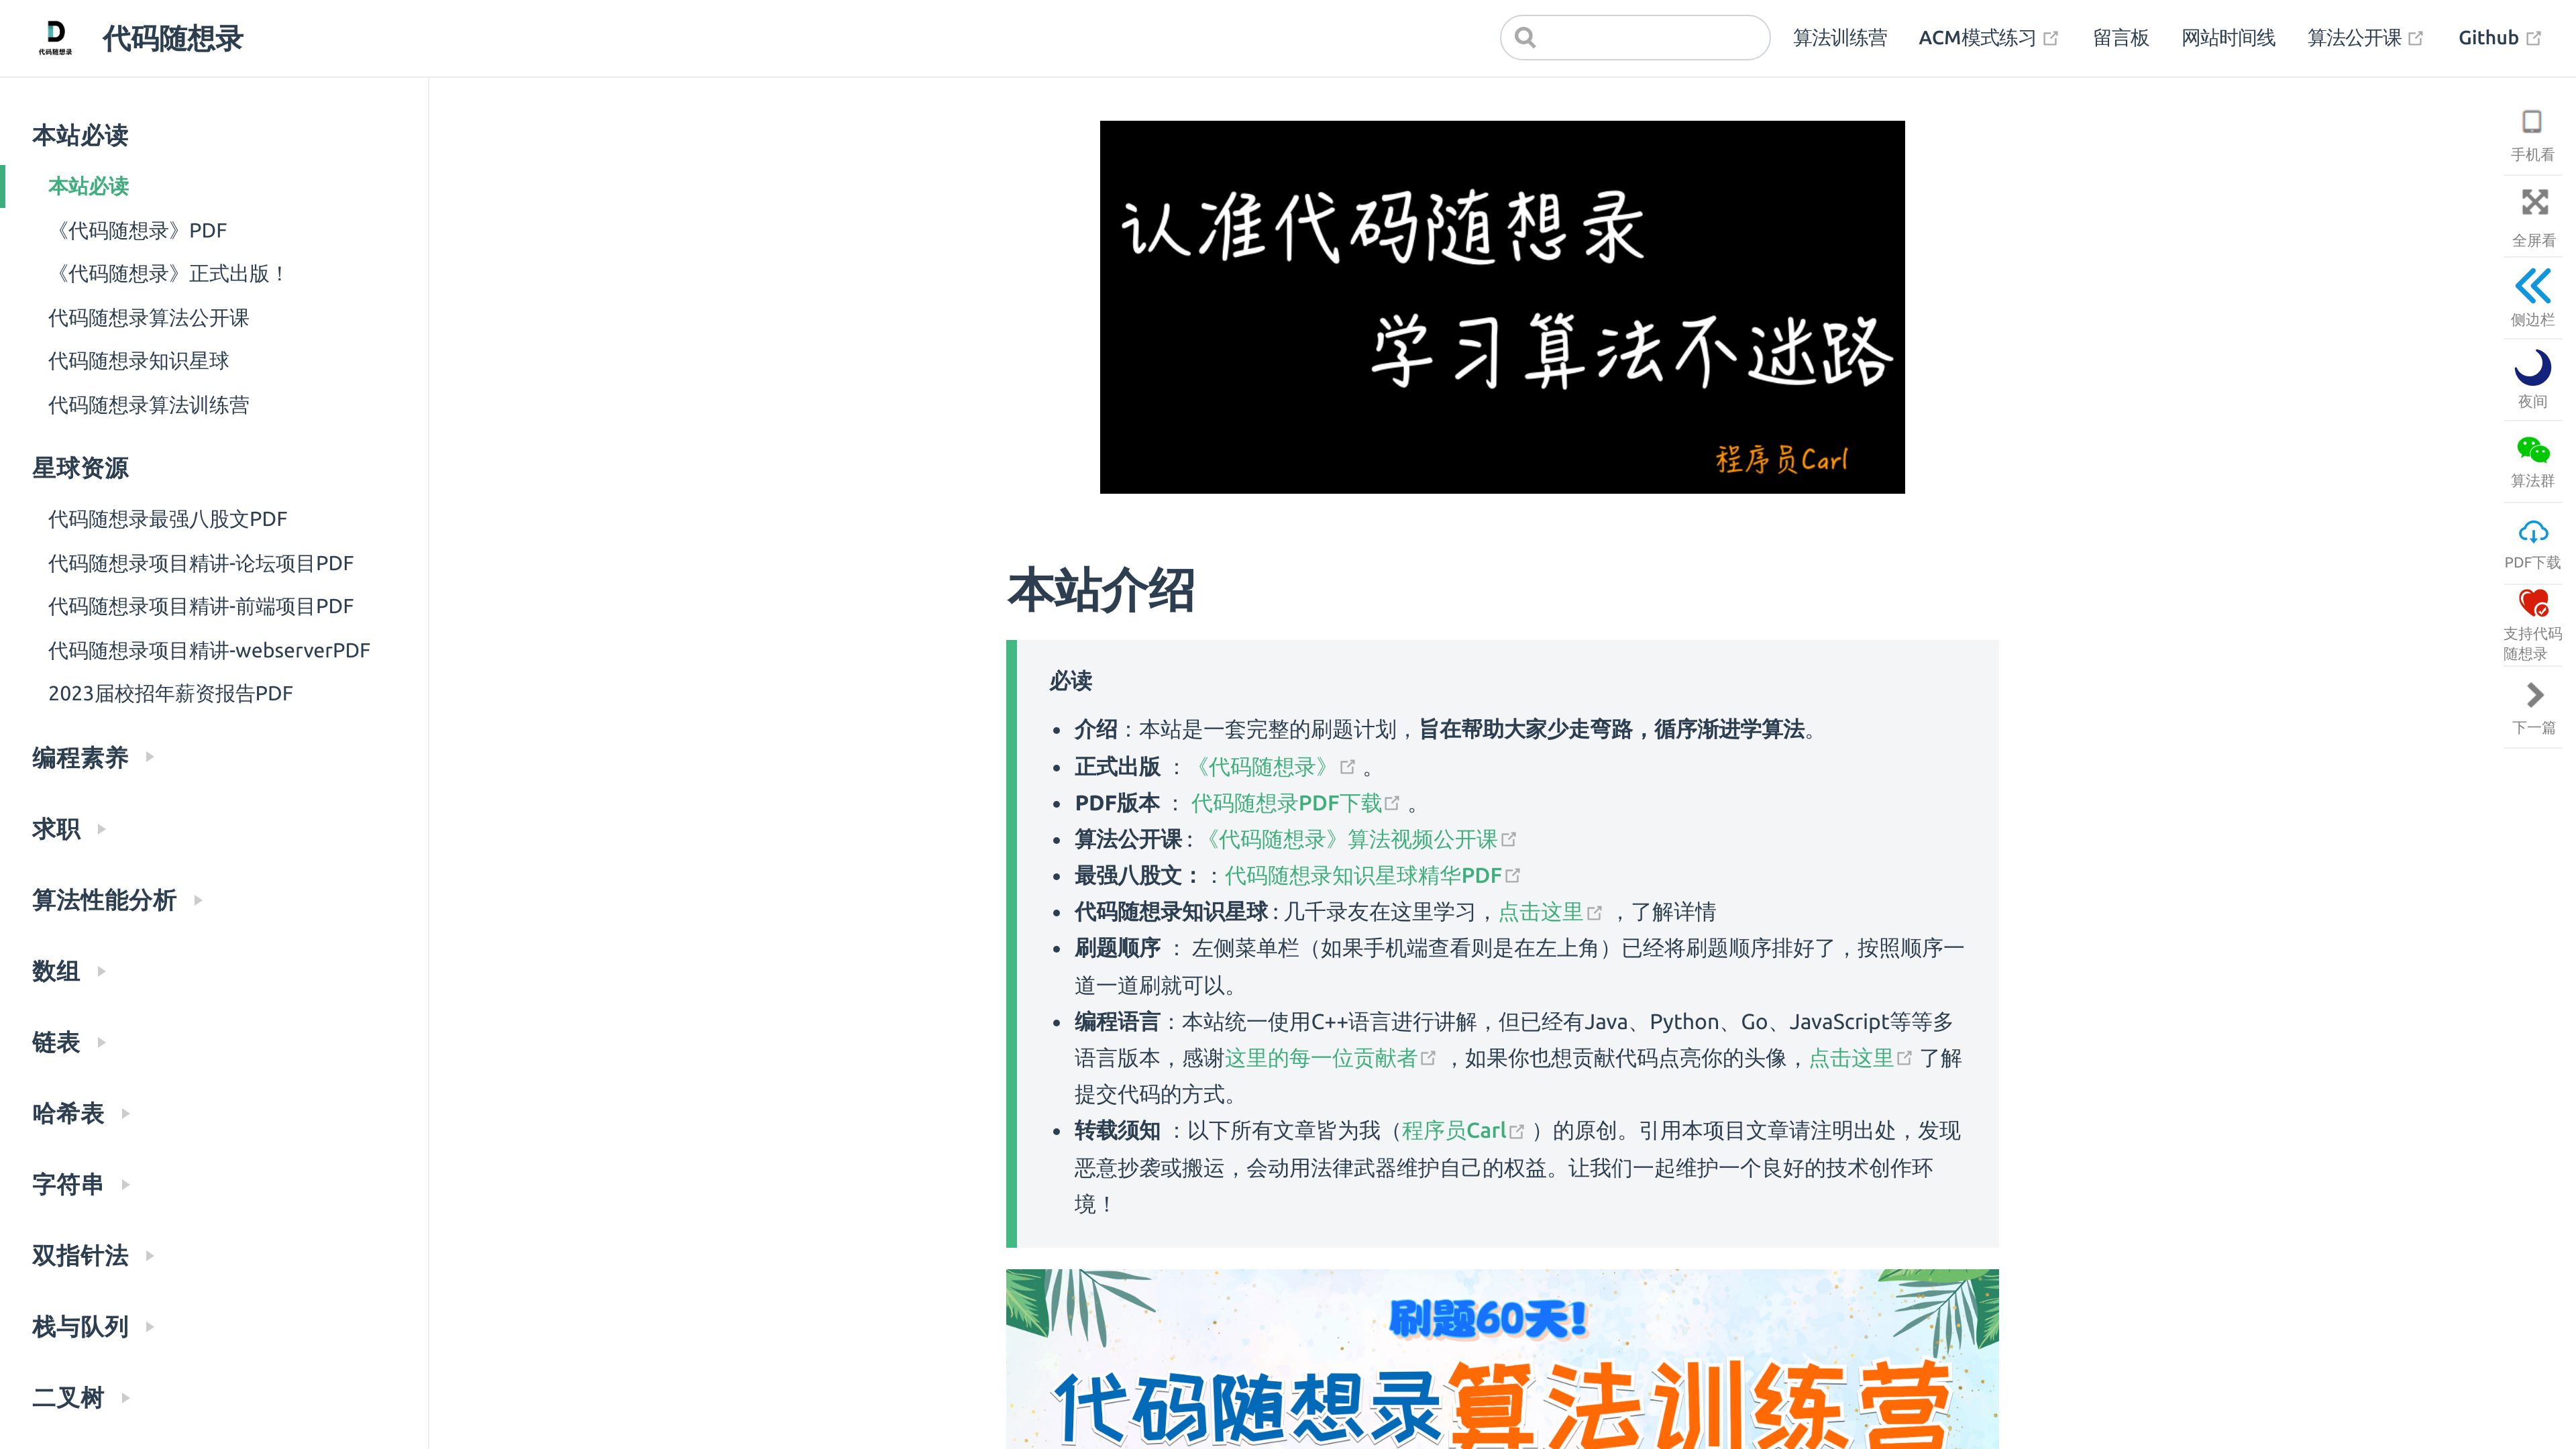 代码随想录
代码随想录
算法训练营
ACM模式练习
留言板
网站时间线
算法公开课
Github
本站必读
本站必读
《代码随想录》PDF
《代码随想录》正式出版！
代码随想录算法公开课
代码随想录知识星球
代码随想录算法训练营
星球资源
代码随想录最强八股文PDF
代码随想录项目精讲-论坛项目PDF
代码随想录项目精讲-前端项目PDF
代码随想录项目精讲-webserverPDF
2023届校招年薪资报告PDF
编程素养
求职
算法性能分析
数组
链表
哈希表
字符串
双指针法
栈与队列
二叉树
认准代码随想录
学习算法不迷路
程序员Carl
本站介绍
必读
介绍：本站是一套完整的刷题计划，旨在帮助大家少走弯路，循序渐进学算法。
正式出版 ：《代码随想录》 。
PDF版本 ： 代码随想录PDF下载 。
算法公开课：《代码随想录》算法视频公开课
最强八股文：：代码随想录知识星球精华PDF
代码随想录知识星球：几千录友在这里学习，点击这里 ，了解详情
刷题顺序 ： 左侧菜单栏（如果手机端查看则是在左上角）已经将刷题顺序排好了，按照顺序一
道一道刷就可以。
编程语言：本站统一使用C++语言进行讲解，但已经有Java、Python、Go、JavaScript等等多
语言版本，感谢这里的每一位贡献者 ，如果你也想贡献代码点亮你的头像，点击这里 了解
提交代码的方式。
转载须知 ：以下所有文章皆为我（程序员Carl ）的原创。引用本项目文章请注明出处，发现
恶意抄袭或搬运，会动用法律武器维护自己的权益。让我们一起维护一个良好的技术创作环
境！
刷题60天！
代码随想录算法训练营
手机看
全屏看
侧边栏
夜间
算法群
PDF下载
支持代码
随想录
下一篇